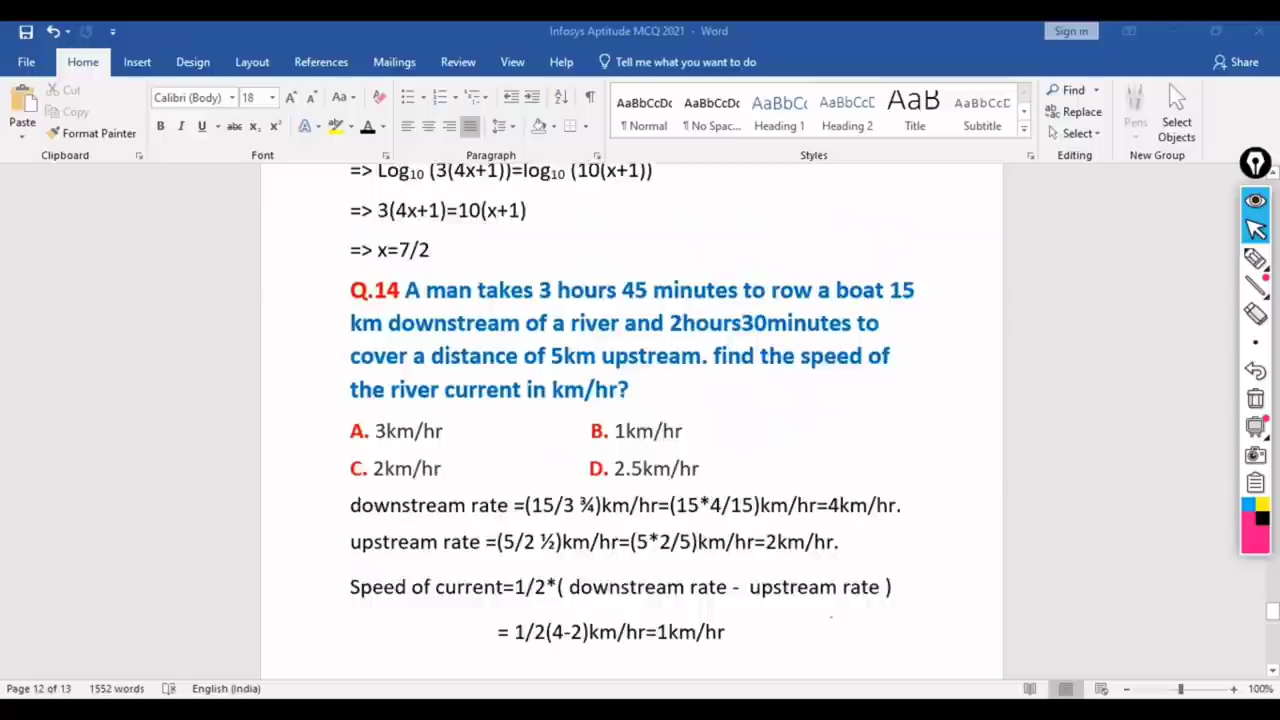 Infosys Aptitude MCQ 2021 - Word
Sign in
File Home Insert Design Layout References Mailings Review View Help Tell me what you want to do Share
Paste
Cut
Copy
Format Painter
Calibri (Body) 18
AaBbCcDc AaBbCcDc AaBbCc AaBbCcD AaB AaBbCcD
¶ Normal ¶ No Spac... Heading 1 Heading 2 Title Subtitle
Find
Replace
Select
Pens
Select Objects
Clipboard Font Paragraph Styles Editing New Group
=> Log₁₀ (3(4x+1))=log₁₀ (10(x+1))
=> 3(4x+1)=10(x+1)
=> x=7/2
Q.14 A man takes 3 hours 45 minutes to row a boat 15
km downstream of a river and 2hours30minutes to
cover a distance of 5km upstream. find the speed of
the river current in km/hr?
A. 3km/hr B. 1km/hr
C. 2km/hr D. 2.5km/hr
downstream rate =(15/3 ¾)km/hr=(15*4/15)km/hr=4km/hr.
upstream rate =(5/2 ½)km/hr=(5*2/5)km/hr=2km/hr.
Speed of current=1/2*( downstream rate - upstream rate )
= 1/2(4-2)km/hr=1km/hr
Page 12 of 13 1552 words English (India) 100%